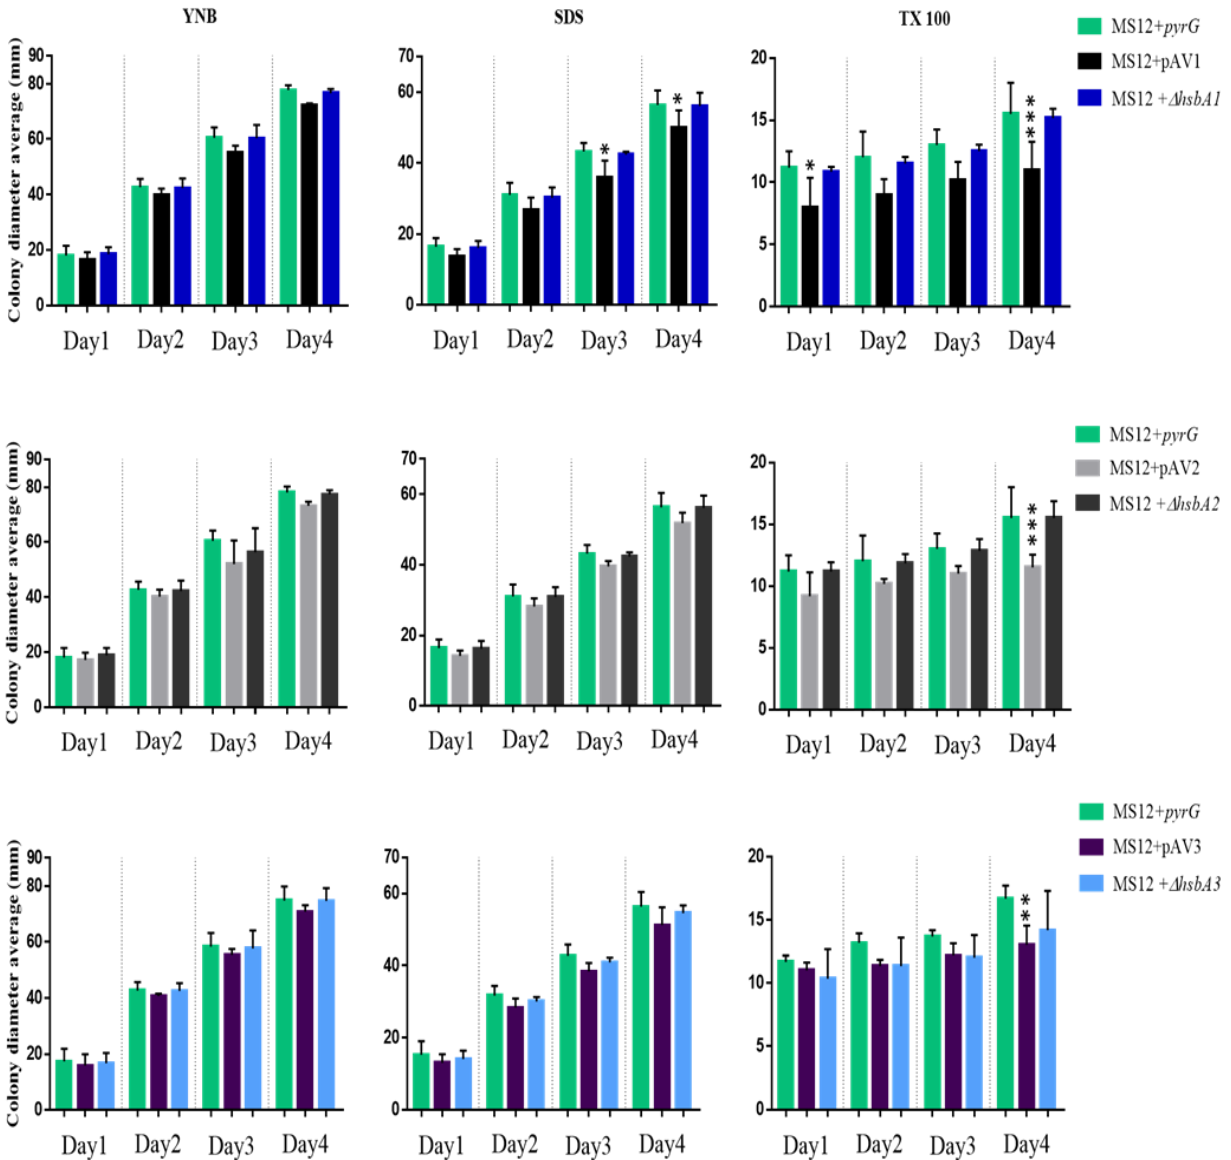 YNB SDS TX 100
MS12+pyrG
MS12+pAV1
MS12 +ΔhsbA1
Colony diameter average (mm)
90
80
60
40
20
0
Day1 Day2 Day3 Day4
70
60
40
20
0
*
*
Day1 Day2 Day3 Day4
20
15
10
5
0
*
***
Day1 Day2 Day3 Day4
MS12+pyrG
MS12+pAV2
MS12 +ΔhsbA2
Colony diameter average (mm)
90
80
60
40
20
0
Day1 Day2 Day3 Day4
70
60
40
20
0
Day1 Day2 Day3 Day4
20
15
10
5
0
***
Day1 Day2 Day3 Day4
MS12+pyrG
MS12+pAV3
MS12 +ΔhsbA3
Colony diameter average (mm)
90
80
60
40
20
0
Day1 Day2 Day3 Day4
70
60
40
20
0
Day1 Day2 Day3 Day4
20
15
10
5
0
**
Day1 Day2 Day3 Day4